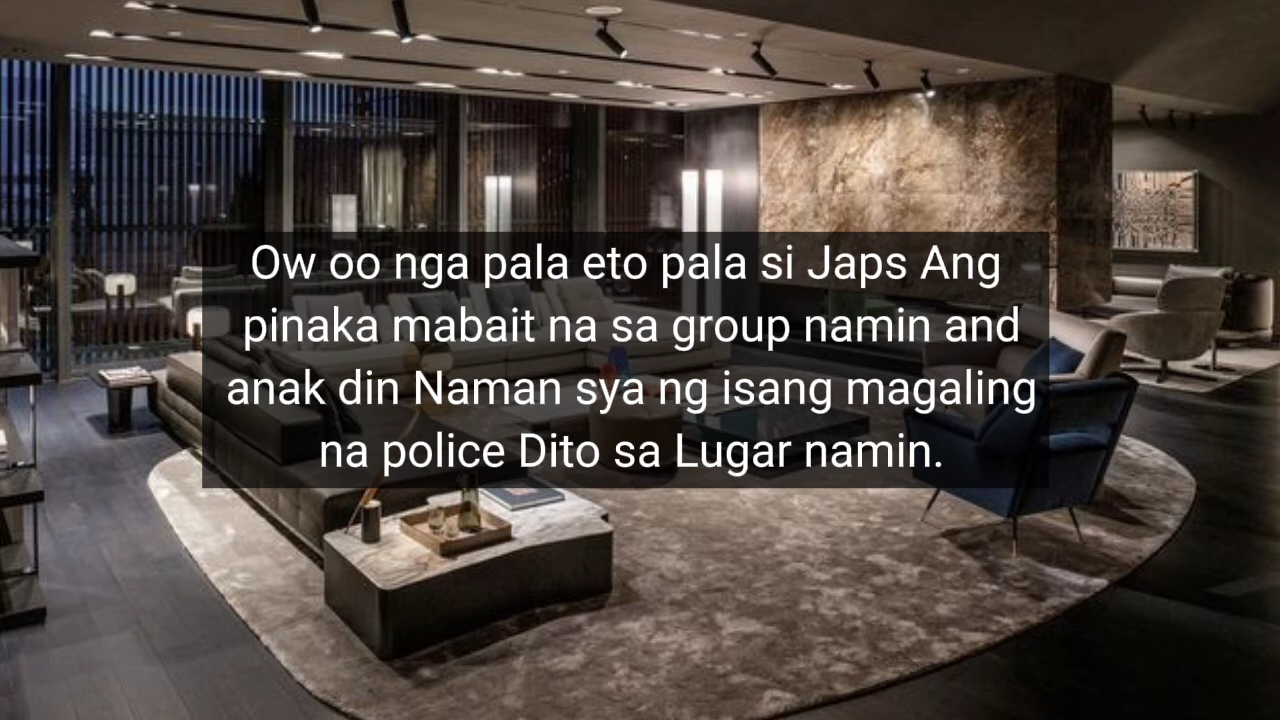 Ow oo nga pala eto pala si Japs Ang
pinaka mabait na sa group namin and
anak din Naman sya ng isang magaling
na police Dito sa Lugar namin.